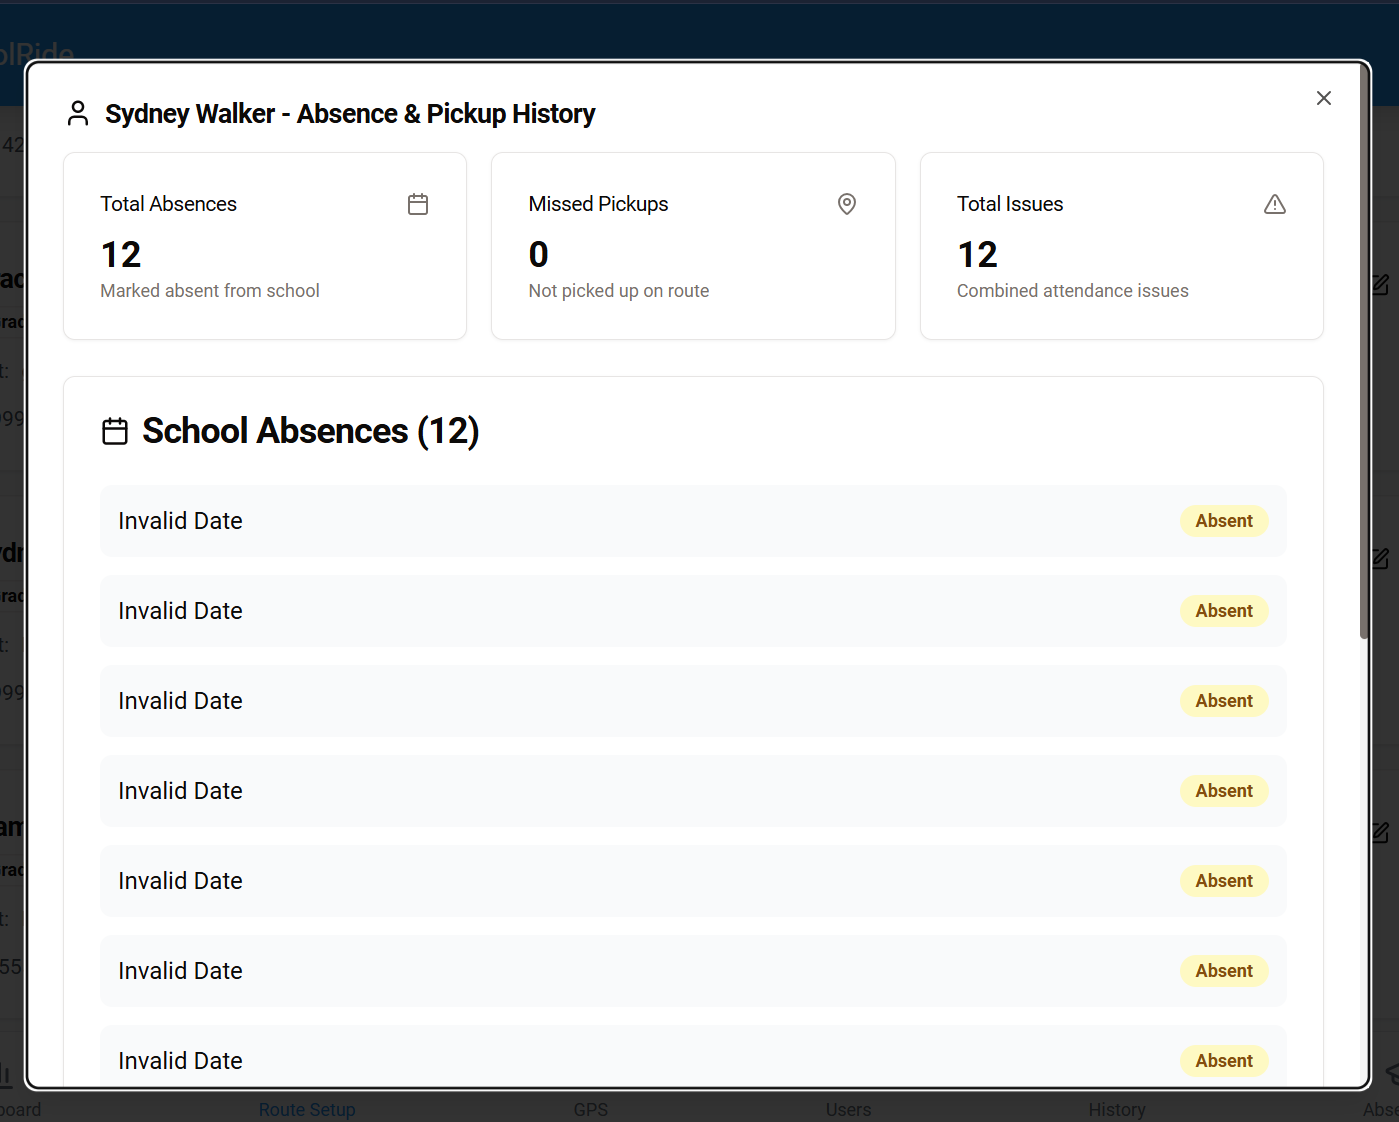 Sydney Walker - Absence & Pickup History
Total Absences
12
Marked absent from school
Missed Pickups
0
Not picked up on route
Total Issues
12
Combined attendance issues
School Absences (12)
Invalid Date Absent
Invalid Date Absent
Invalid Date Absent
Invalid Date Absent
Invalid Date Absent
Invalid Date Absent
Invalid Date Absent
Route Setup
GPS
Users
History